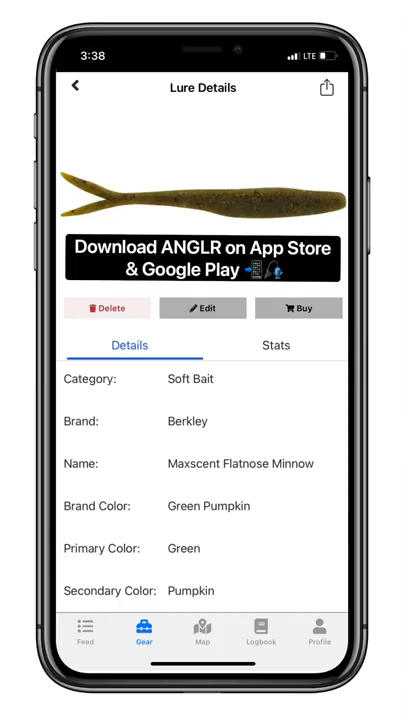 3:38
LTE
Lure Details
Download ANGLR on App Store
& Google Play 📲🎣
Delete
Edit
Buy
Details
Stats
Category: Soft Bait
Brand: Berkley
Name: Maxscent Flatnose Minnow
Brand Color: Green Pumpkin
Primary Color: Green
Secondary Color: Pumpkin
Feed
Gear
Map
Logbook
Profile